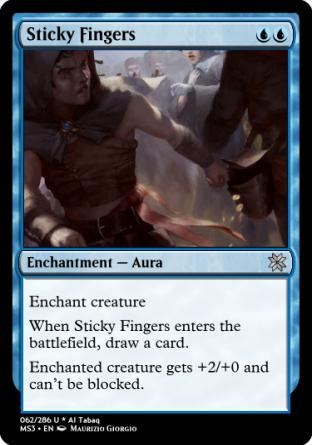 Sticky Fingers
Enchantment — Aura
Enchant creature
When Sticky Fingers enters the
battlefield, draw a card.
Enchanted creature gets +2/+0 and
can't be blocked.
062/286 U * Al Tabaq
MS3 • EN Maurizio Giorgio